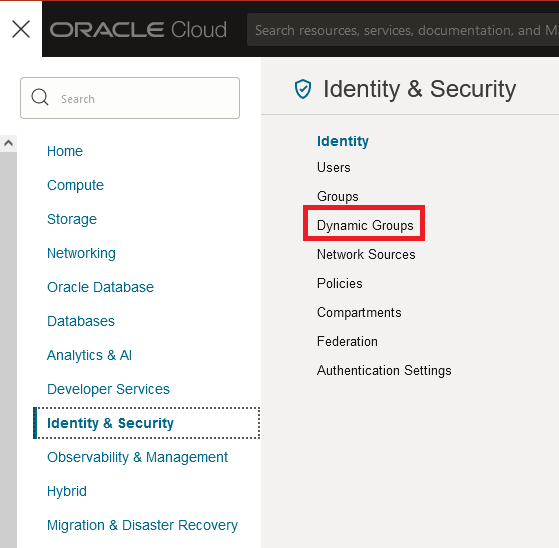 ORACLE Cloud
Search resources, services, documentation, and Ma
Search
Home
Compute
Storage
Networking
Oracle Database
Databases
Analytics & AI
Developer Services
Identity & Security
Observability & Management
Hybrid
Migration & Disaster Recovery
Identity & Security
Identity
Users
Groups
Dynamic Groups
Network Sources
Policies
Compartments
Federation
Authentication Settings